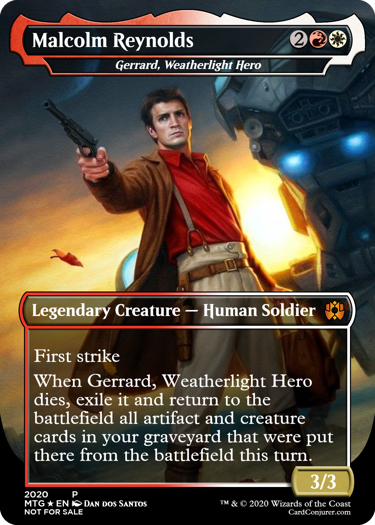 Malcolm Reynolds 2
Gerrard, Weatherlight Hero
Legendary Creature — Human Soldier
First strike
When Gerrard, Weatherlight Hero
dies, exile it and return to the
battlefield all artifact and creature
cards in your graveyard that were put
there from the battlefield this turn.
3/3
2020 P
MTG ★ EN DAN DOS SANTOS ™ & © 2020 Wizards of the Coast
NOT FOR SALE CardConjurer.com